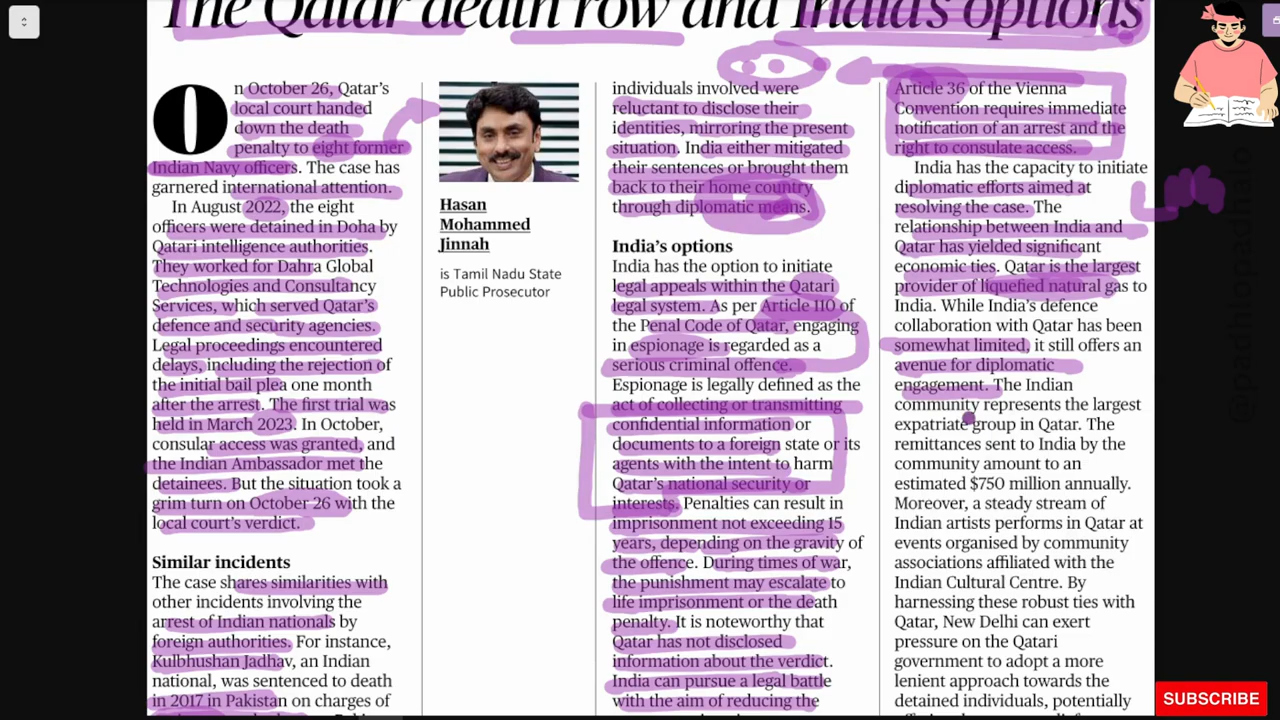 The Qatar death row and India's options
On October 26, Qatar's
local court handed
down the death
penalty to eight former
Indian Navy officers. The case has
garnered international attention.
In August 2022, the eight
officers were detained in Doha by
Qatari intelligence authorities.
They worked for Dahra Global
Technologies and Consultancy
Services, which served Qatar's
defence and security agencies.
Legal proceedings encountered
delays, including the rejection of
the initial bail plea one month
after the arrest. The first trial was
held in March 2023. In October,
consular access was granted, and
the Indian Ambassador met the
detainees. But the situation took a
grim turn on October 26 with the
local court's verdict.
Similar incidents
The case shares similarities with
other incidents involving the
arrest of Indian nationals by
foreign authorities. For instance,
Kulbhushan Jadhav, an Indian
national, was sentenced to death
in 2017 in Pakistan on charges of
Hasan
Mohammed
Jinnah
is Tamil Nadu State
Public Prosecutor
individuals involved were
reluctant to disclose their
identities, mirroring the present
situation. India either mitigated
their sentences or brought them
back to their home country
through diplomatic means.
India's options
India has the option to initiate
legal appeals within the Qatari
legal system. As per Article 110 of
the Penal Code of Qatar, engaging
in espionage is regarded as a
serious criminal offence.
Espionage is legally defined as the
act of collecting or transmitting
confidential information or
documents to a foreign state or its
agents with the intent to harm
Qatar's national security or
interests. Penalties can result in
imprisonment not exceeding 15
years, depending on the gravity of
the offence. During times of war,
the punishment may escalate to
life imprisonment or the death
penalty. It is noteworthy that
Qatar has not disclosed
information about the verdict.
India can pursue a legal battle
with the aim of reducing the
Article 36 of the Vienna
Convention requires immediate
notification of an arrest and the
right to consulate access.
India has the capacity to initiate
diplomatic efforts aimed at
resolving the case. The
relationship between India and
Qatar has yielded significant
economic ties. Qatar is the largest
provider of liquefied natural gas to
India. While India's defence
collaboration with Qatar has been
somewhat limited, it still offers an
avenue for diplomatic
engagement. The Indian
community represents the largest
expatriate group in Qatar. The
remittances sent to India by the
community amount to an
estimated $750 million annually.
Moreover, a steady stream of
Indian artists performs in Qatar at
events organised by community
associations affiliated with the
Indian Cultural Centre. By
harnessing these robust ties with
Qatar, New Delhi can exert
pressure on the Qatari
government to adopt a more
lenient approach towards the
detained individuals, potentially
@padhlopadhalo
SUBSCRIBE